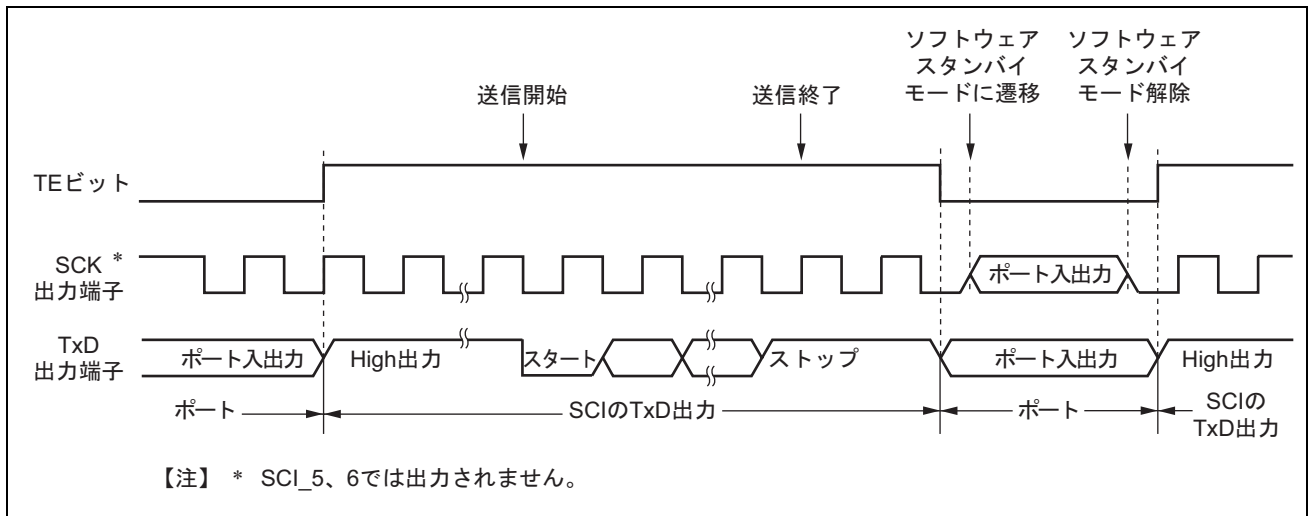 ソフトウェア
スタンバイ
モードに遷移
ソフトウェア
スタンバイ
モード解除
送信開始
送信終了
TEビット
SCK *
出力端子
ポート入出力
TxD
出力端子
ポート入出力
High出力
スタート
ストップ
ポート入出力
High出力
ポート
SCIのTxD出力
ポート
SCIの
TxD出力
【注】 * SCI_5、6では出力されません。